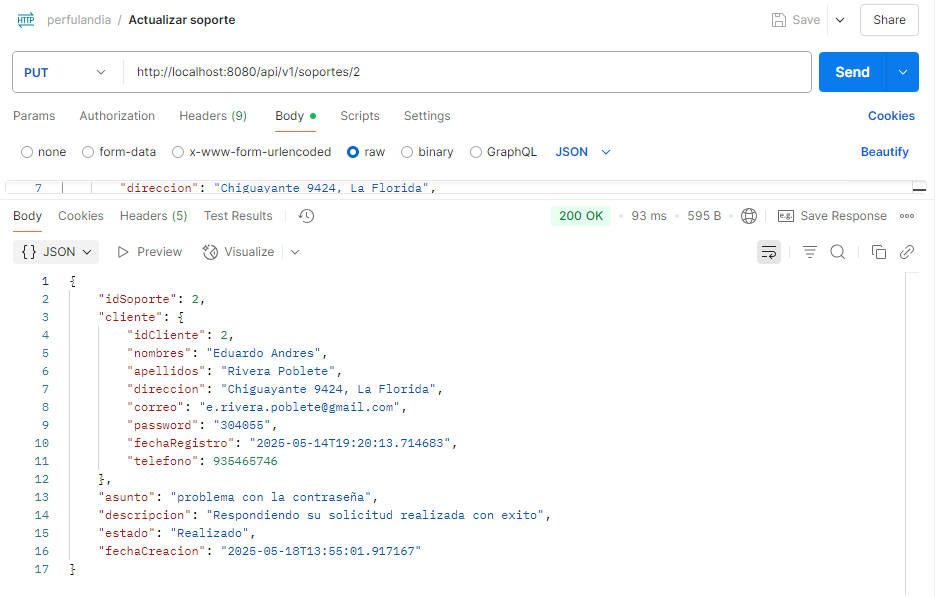 HTTP perfulandia / Actualizar soporte Save Share
PUT http://localhost:8080/api/v1/soportes/2 Send
Params Authorization Headers (9) Body Scripts Settings Cookies
none form-data x-www-form-urlencoded raw binary GraphQL JSON Beautify
7 "direccion": "Chiguayante 9424, La Florida",
Body Cookies Headers (5) Test Results 200 OK • 93 ms • 595 B e.g. Save Response
{} JSON Preview Visualize
1 {
2 "idSoporte": 2,
3 "cliente": {
4 "idCliente": 2,
5 "nombres": "Eduardo Andres",
6 "apellidos": "Rivera Poblete",
7 "direccion": "Chiguayante 9424, La Florida",
8 "correo": "e.rivera.poblete@gmail.com",
9 "password": "304055",
10 "fechaRegistro": "2025-05-14T19:20:13.714683",
11 "telefono": 935465746
12 },
13 "asunto": "problema con la contraseña",
14 "descripcion": "Respondiendo su solicitud realizada con exito",
15 "estado": "Realizado",
16 "fechaCreacion": "2025-05-18T13:55:01.917167"
17 }